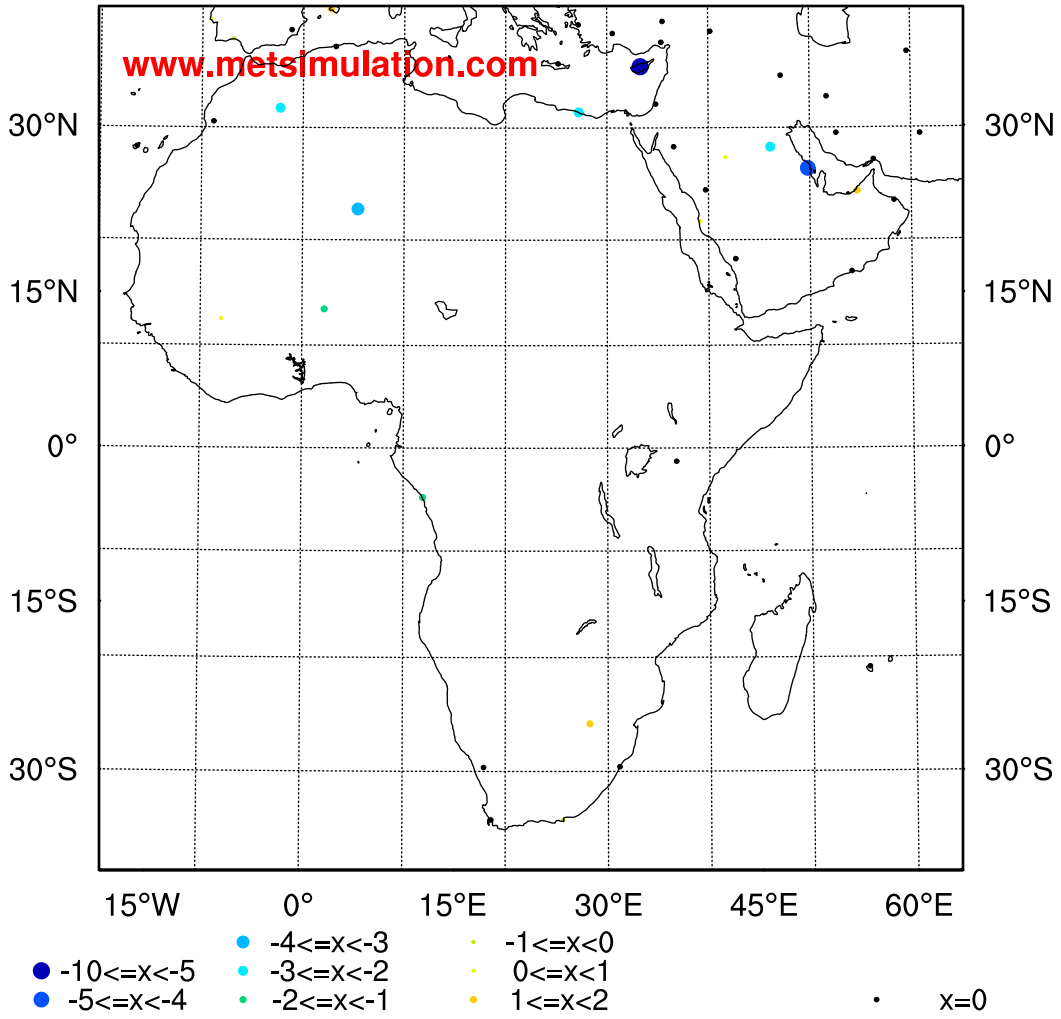 www.metsimulation.com
30°N 30°N
15°N 15°N
0° 0°
15°S 15°S
30°S 30°S
15°W 0° 15°E 30°E 45°E 60°E
-4<=x<-3 -1<=x<0
-10<=x<-5 -3<=x<-2 0<=x<1
-5<=x<-4 -2<=x<-1 1<=x<2 x=0